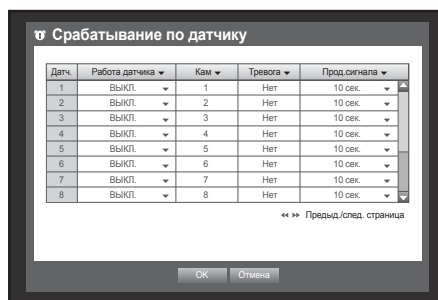 Срабатывание по датчику
Датч. Работа датчика Кам Тревога Прод.сигнала
1 ВЫКЛ. 1 Нет 10 сек.
2 ВЫКЛ. 2 Нет 10 сек.
3 ВЫКЛ. 3 Нет 10 сек.
4 ВЫКЛ. 4 Нет 10 сек.
5 ВЫКЛ. 5 Нет 10 сек.
6 ВЫКЛ. 6 Нет 10 сек.
7 ВЫКЛ. 7 Нет 10 сек.
8 ВЫКЛ. 8 Нет 10 сек.
Предыд./след. страница
OK Отмена